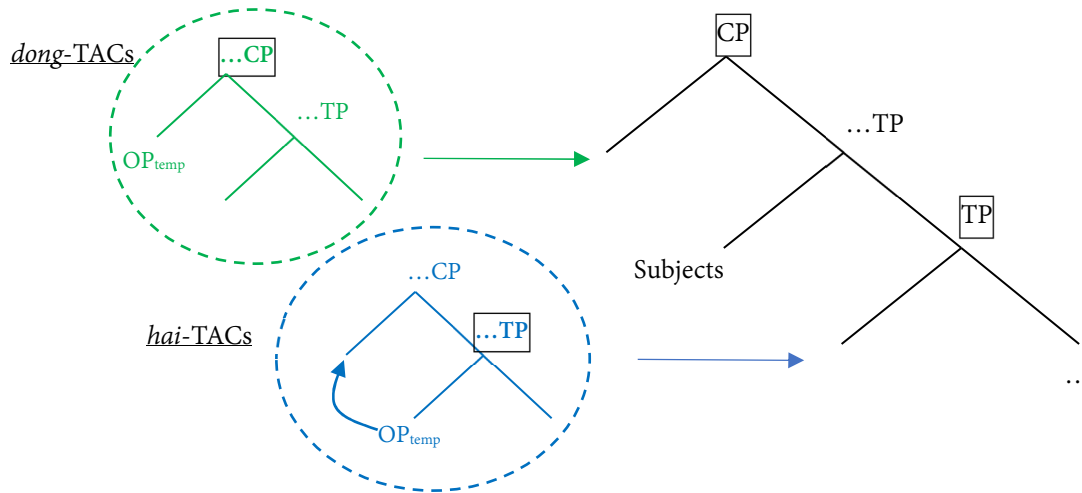 dong-TACs
…CP
…TP
OPtemp
CP
…TP
TP
Subjects
hai-TACs
…CP
…TP
OPtemp
..